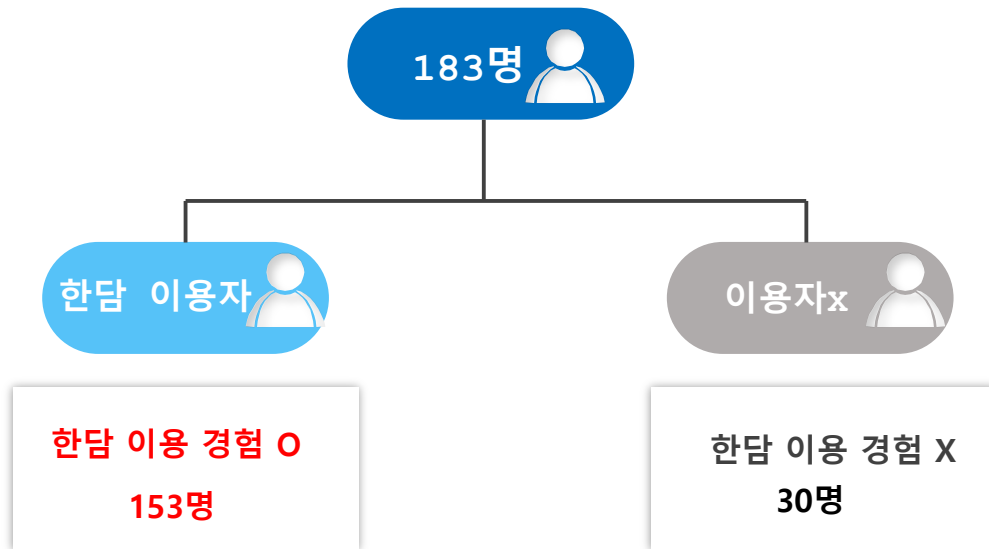 183명
한담 이용자
이용자x
한담 이용 경험 O
153명
한담 이용 경험 X
30명